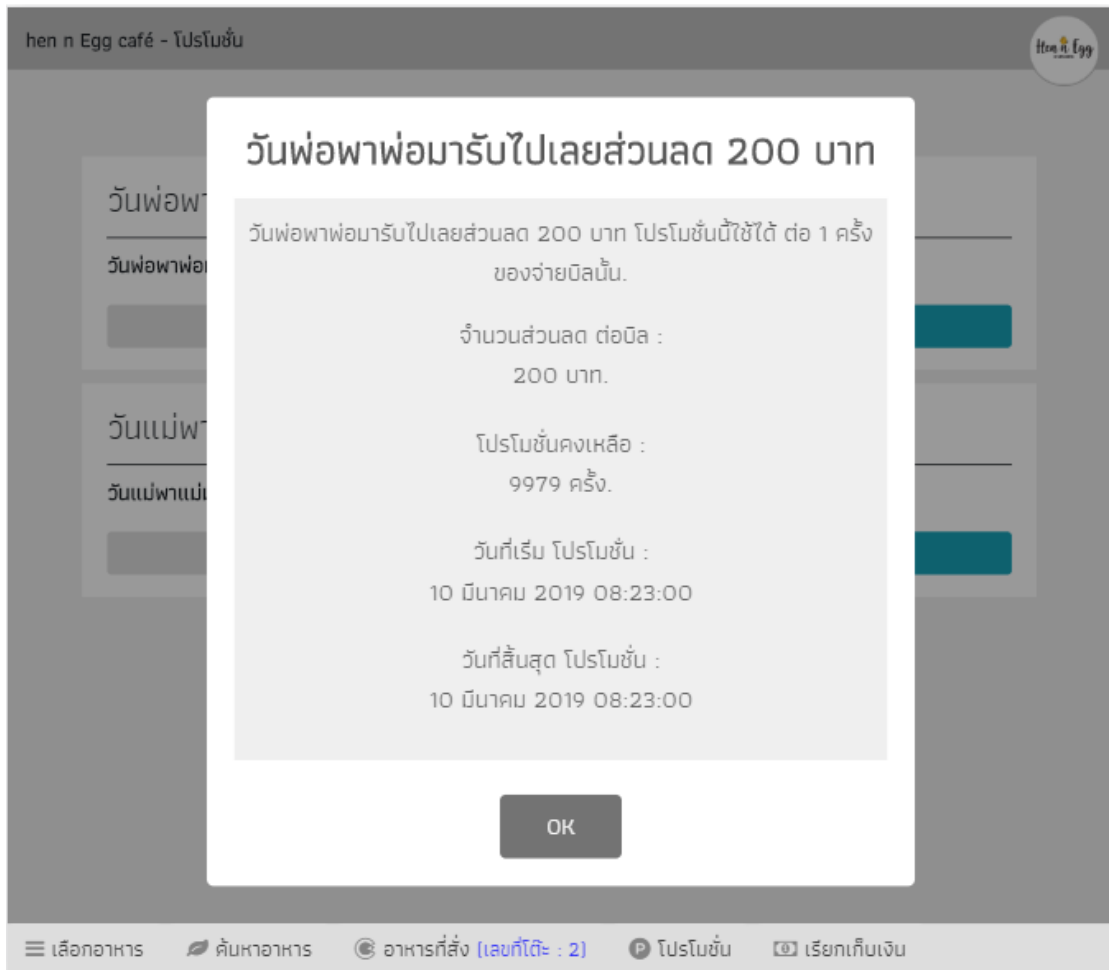 hen n Egg café - โปรโมชั่น
Hen n Egg
วันพ่อพาพ่อมารับไปเลยส่วนลด 200 บาท
วันพ่อพาพ่อมารับไปเลยส่วนลด 200 บาท โปรโมชั่นนี้ใช้ได้ ต่อ 1 ครั้ง
ของจ่ายบิลนั้น.
จำนวนส่วนลด ต่อบิล :
200 บาท.
โปรโมชั่นคงเหลือ :
9979 ครั้ง.
วันที่เริ่ม โปรโมชั่น :
10 มีนาคม 2019 08:23:00
วันที่สิ้นสุด โปรโมชั่น :
10 มีนาคม 2019 08:23:00
OK
วันพ่อพา
วันพ่อพาพ่อ
วันแม่พา
วันแม่พาแม่
เลือกอาหาร ค้นหาอาหาร อาหารที่สั่ง (เลขที่โต๊ะ : 2) โปรโมชั่น เรียกเก็บเงิน